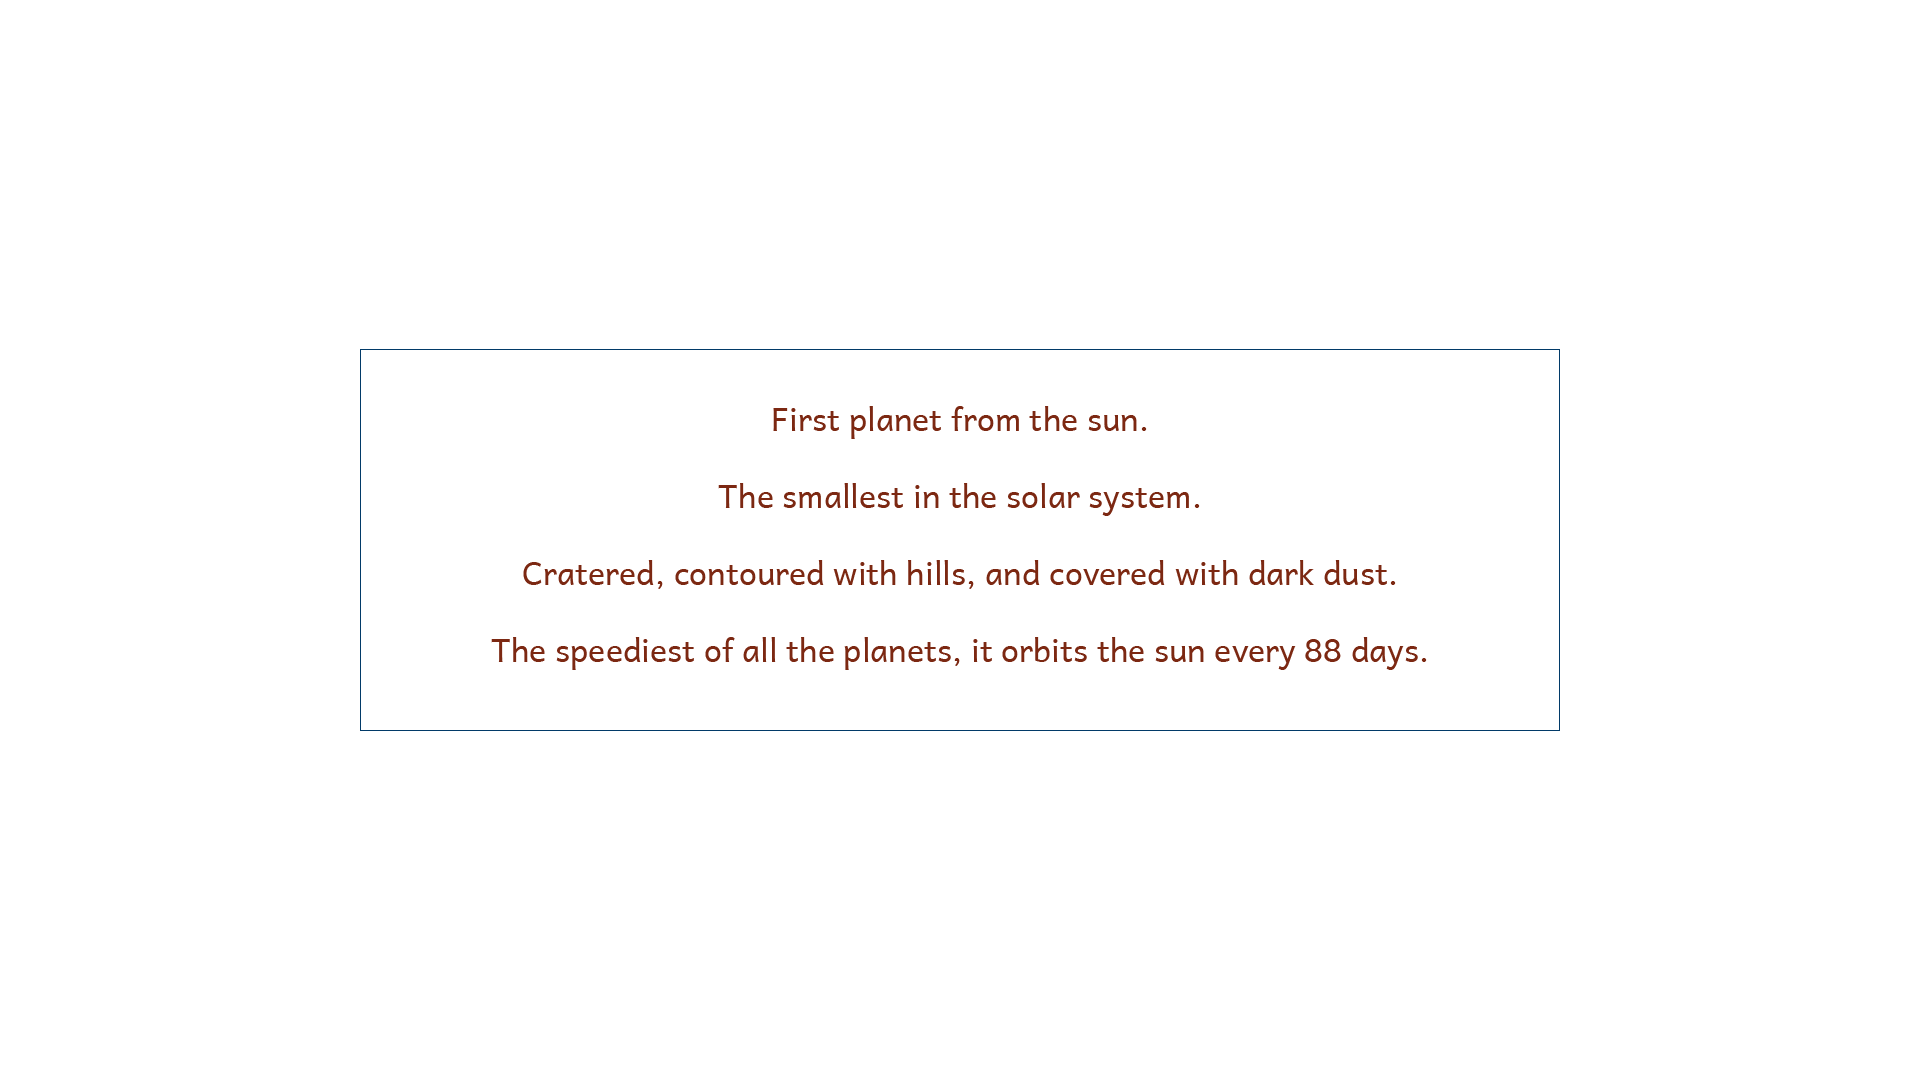 First planet from the sun.
The smallest in the solar system.
Cratered, contoured with hills, and covered with dark dust.
The speediest of all the planets, it orbits the sun every 88 days.